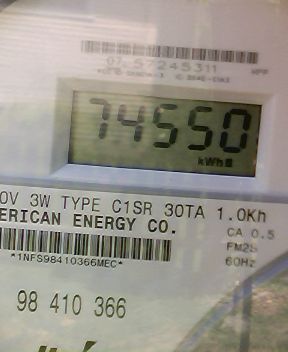 07 57245311
74550
kWh
0V 3W TYPE C1SR 30TA 1.0Kh
ERICAN ENERGY CO.
CA 0.5
FM2S
60Hz
*1NFS98410366MEC*
98 410 366